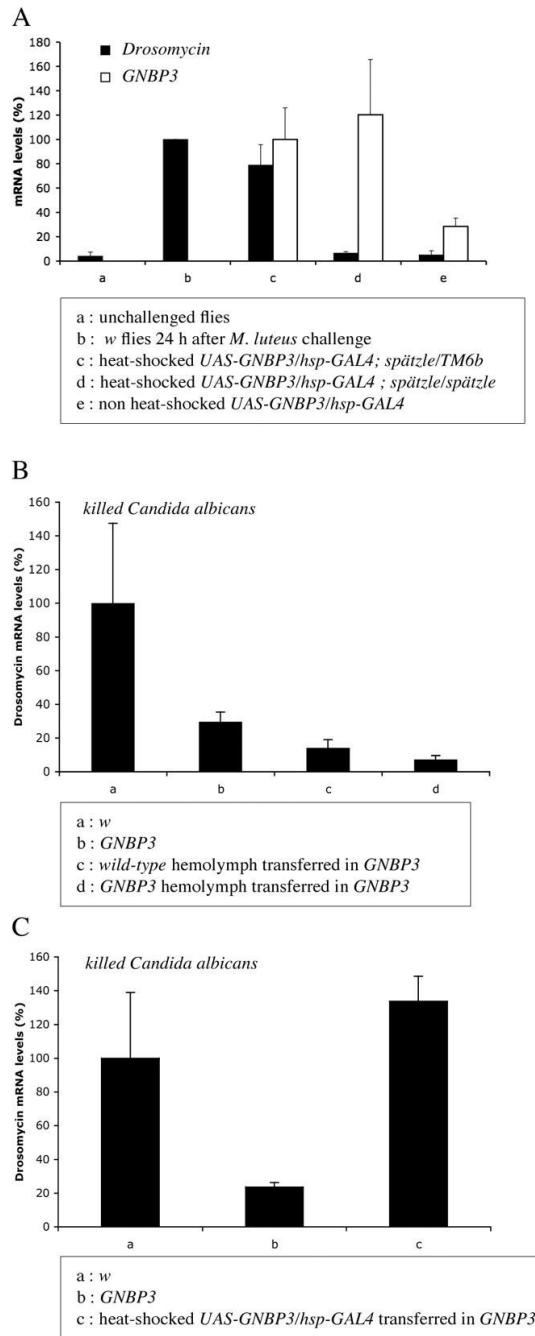 A
Drosomycin
GNBP3
mRNA levels (%)
180
160
140
120
100
80
60
40
20
0
a b c d e
a : unchallenged flies
b : w flies 24 h after M. luteus challenge
c : heat-shocked UAS-GNBP3/hsp-GAL4; spätzle/TM6b
d : heat-shocked UAS-GNBP3/hsp-GAL4 ; spätzle/spätzle
e : non heat-shocked UAS-GNBP3/hsp-GAL4
B
killed Candida albicans
Drosomycin mRNA levels (%)
160
140
120
100
80
60
40
20
0
a b c d
a : w
b : GNBP3
c : wild-type hemolymph transferred in GNBP3
d : GNBP3 hemolymph transferred in GNBP3
C
killed Candida albicans
Drosomycin mRNA levels (%)
160
140
120
100
80
60
40
20
0
a b c
a : w
b : GNBP3
c : heat-shocked UAS-GNBP3/hsp-GAL4 transferred in GNBP3